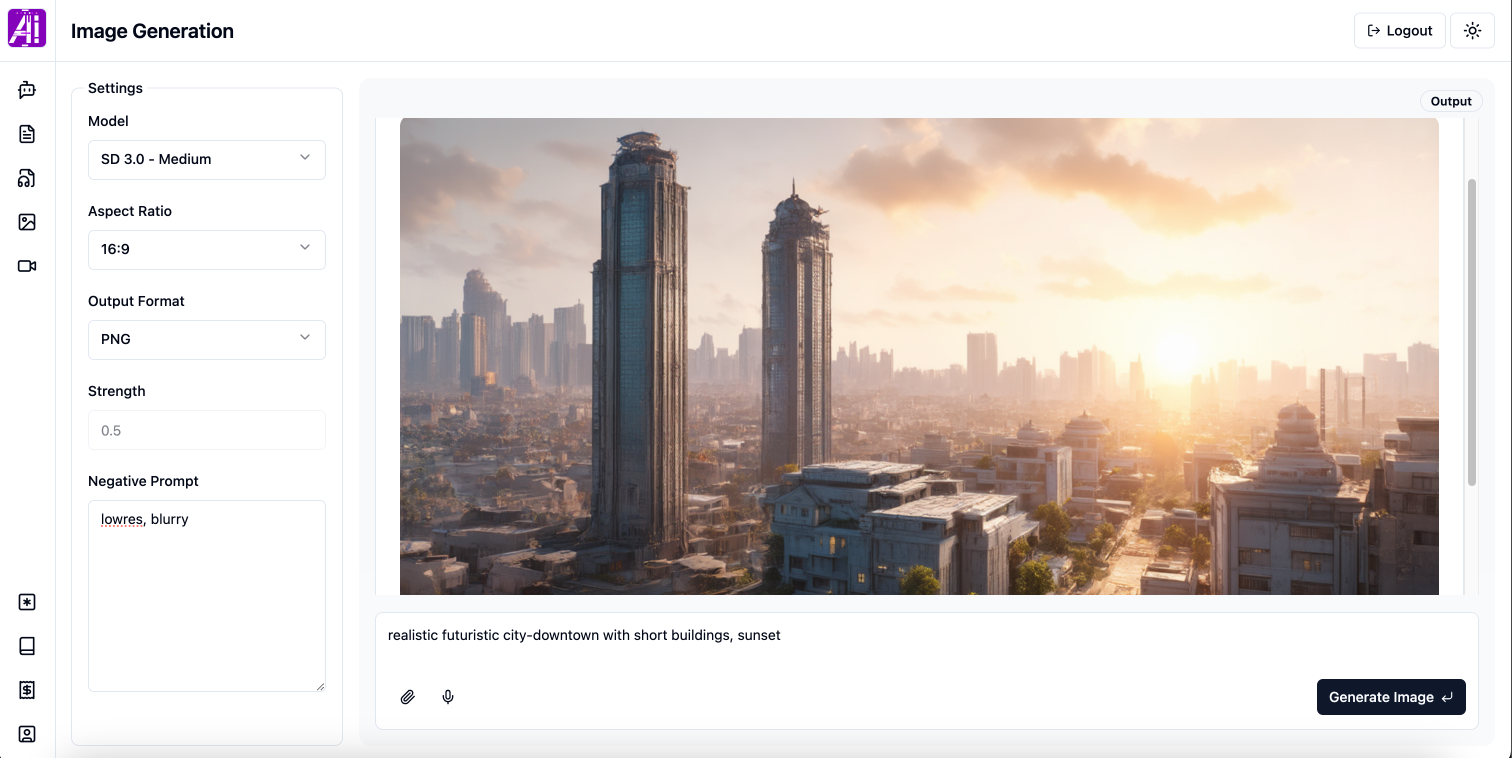 Ai
Image Generation
Logout
Settings
Model
SD 3.0 - Medium
Aspect Ratio
16:9
Output Format
PNG
Strength
0.5
Negative Prompt
lowres, blurry
Output
realistic futuristic city-downtown with short buildings, sunset
Generate Image